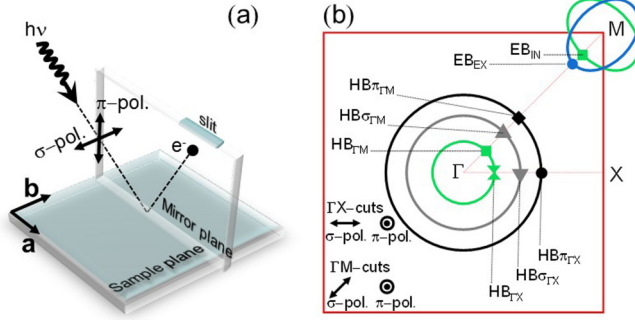 (a)
hν
π-pol.
σ-pol.
slit
e-
b
a
Mirror plane
Sample plane
(b)
M
EB_IN
EB_EX
HBπ_ΓM
HBσ_ΓM
HB_ΓM
Γ
X
ΓX-cuts
σ-pol. π-pol.
HBπ_ΓX
HBσ_ΓX
HB_ΓX
ΓM-cuts
σ-pol. π-pol.